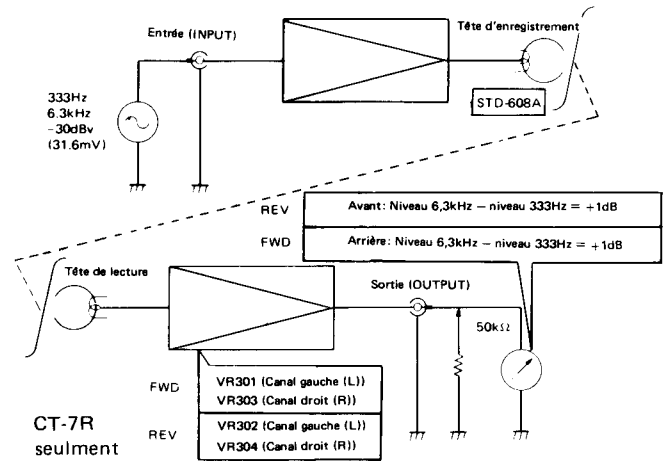 Entrée (INPUT)
Tête d'enregistrement
333Hz
6.3kHz
-30dBv
(31.6mV)
STD-608A
REV
Avant: Niveau 6,3kHz – niveau 333Hz = +1dB
FWD
Arrière: Niveau 6,3kHz – niveau 333Hz = +1dB
Tête de lecture
Sortie (OUTPUT)
50kΩ
FWD
VR301 (Canal gauche (L))
VR303 (Canal droit (R))
REV
VR302 (Canal gauche (L))
VR304 (Canal droit (R))
CT-7R
seulment